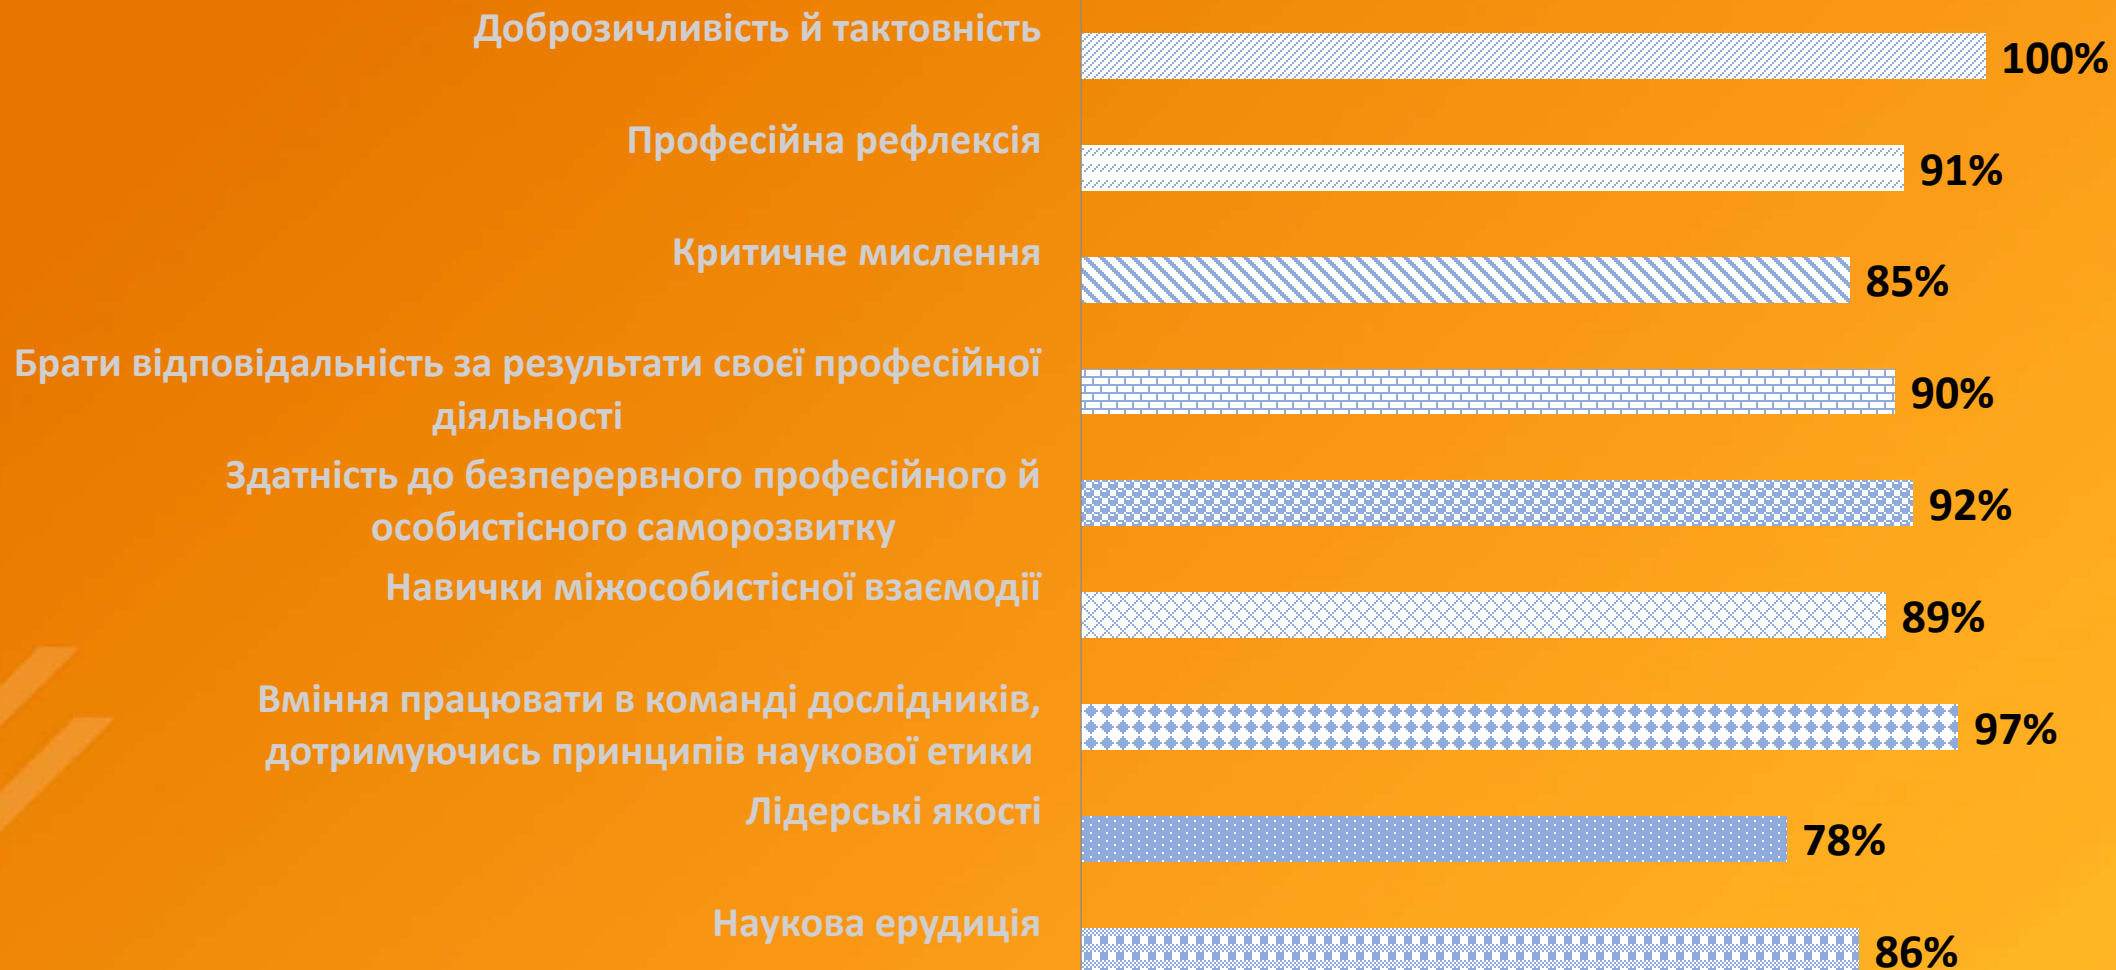 Доброзичливість й тактовність
100%
Професійна рефлексія
91%
Критичне мислення
85%
Брати відповідальність за результати своєї професійної
діяльності
90%
Здатність до безперервного професійного й
особистісного саморозвитку
92%
Навички міжособистісної взаємодії
89%
Вміння працювати в команді дослідників,
дотримуючись принципів наукової етики
97%
Лідерські якості
78%
Наукова ерудиція
86%